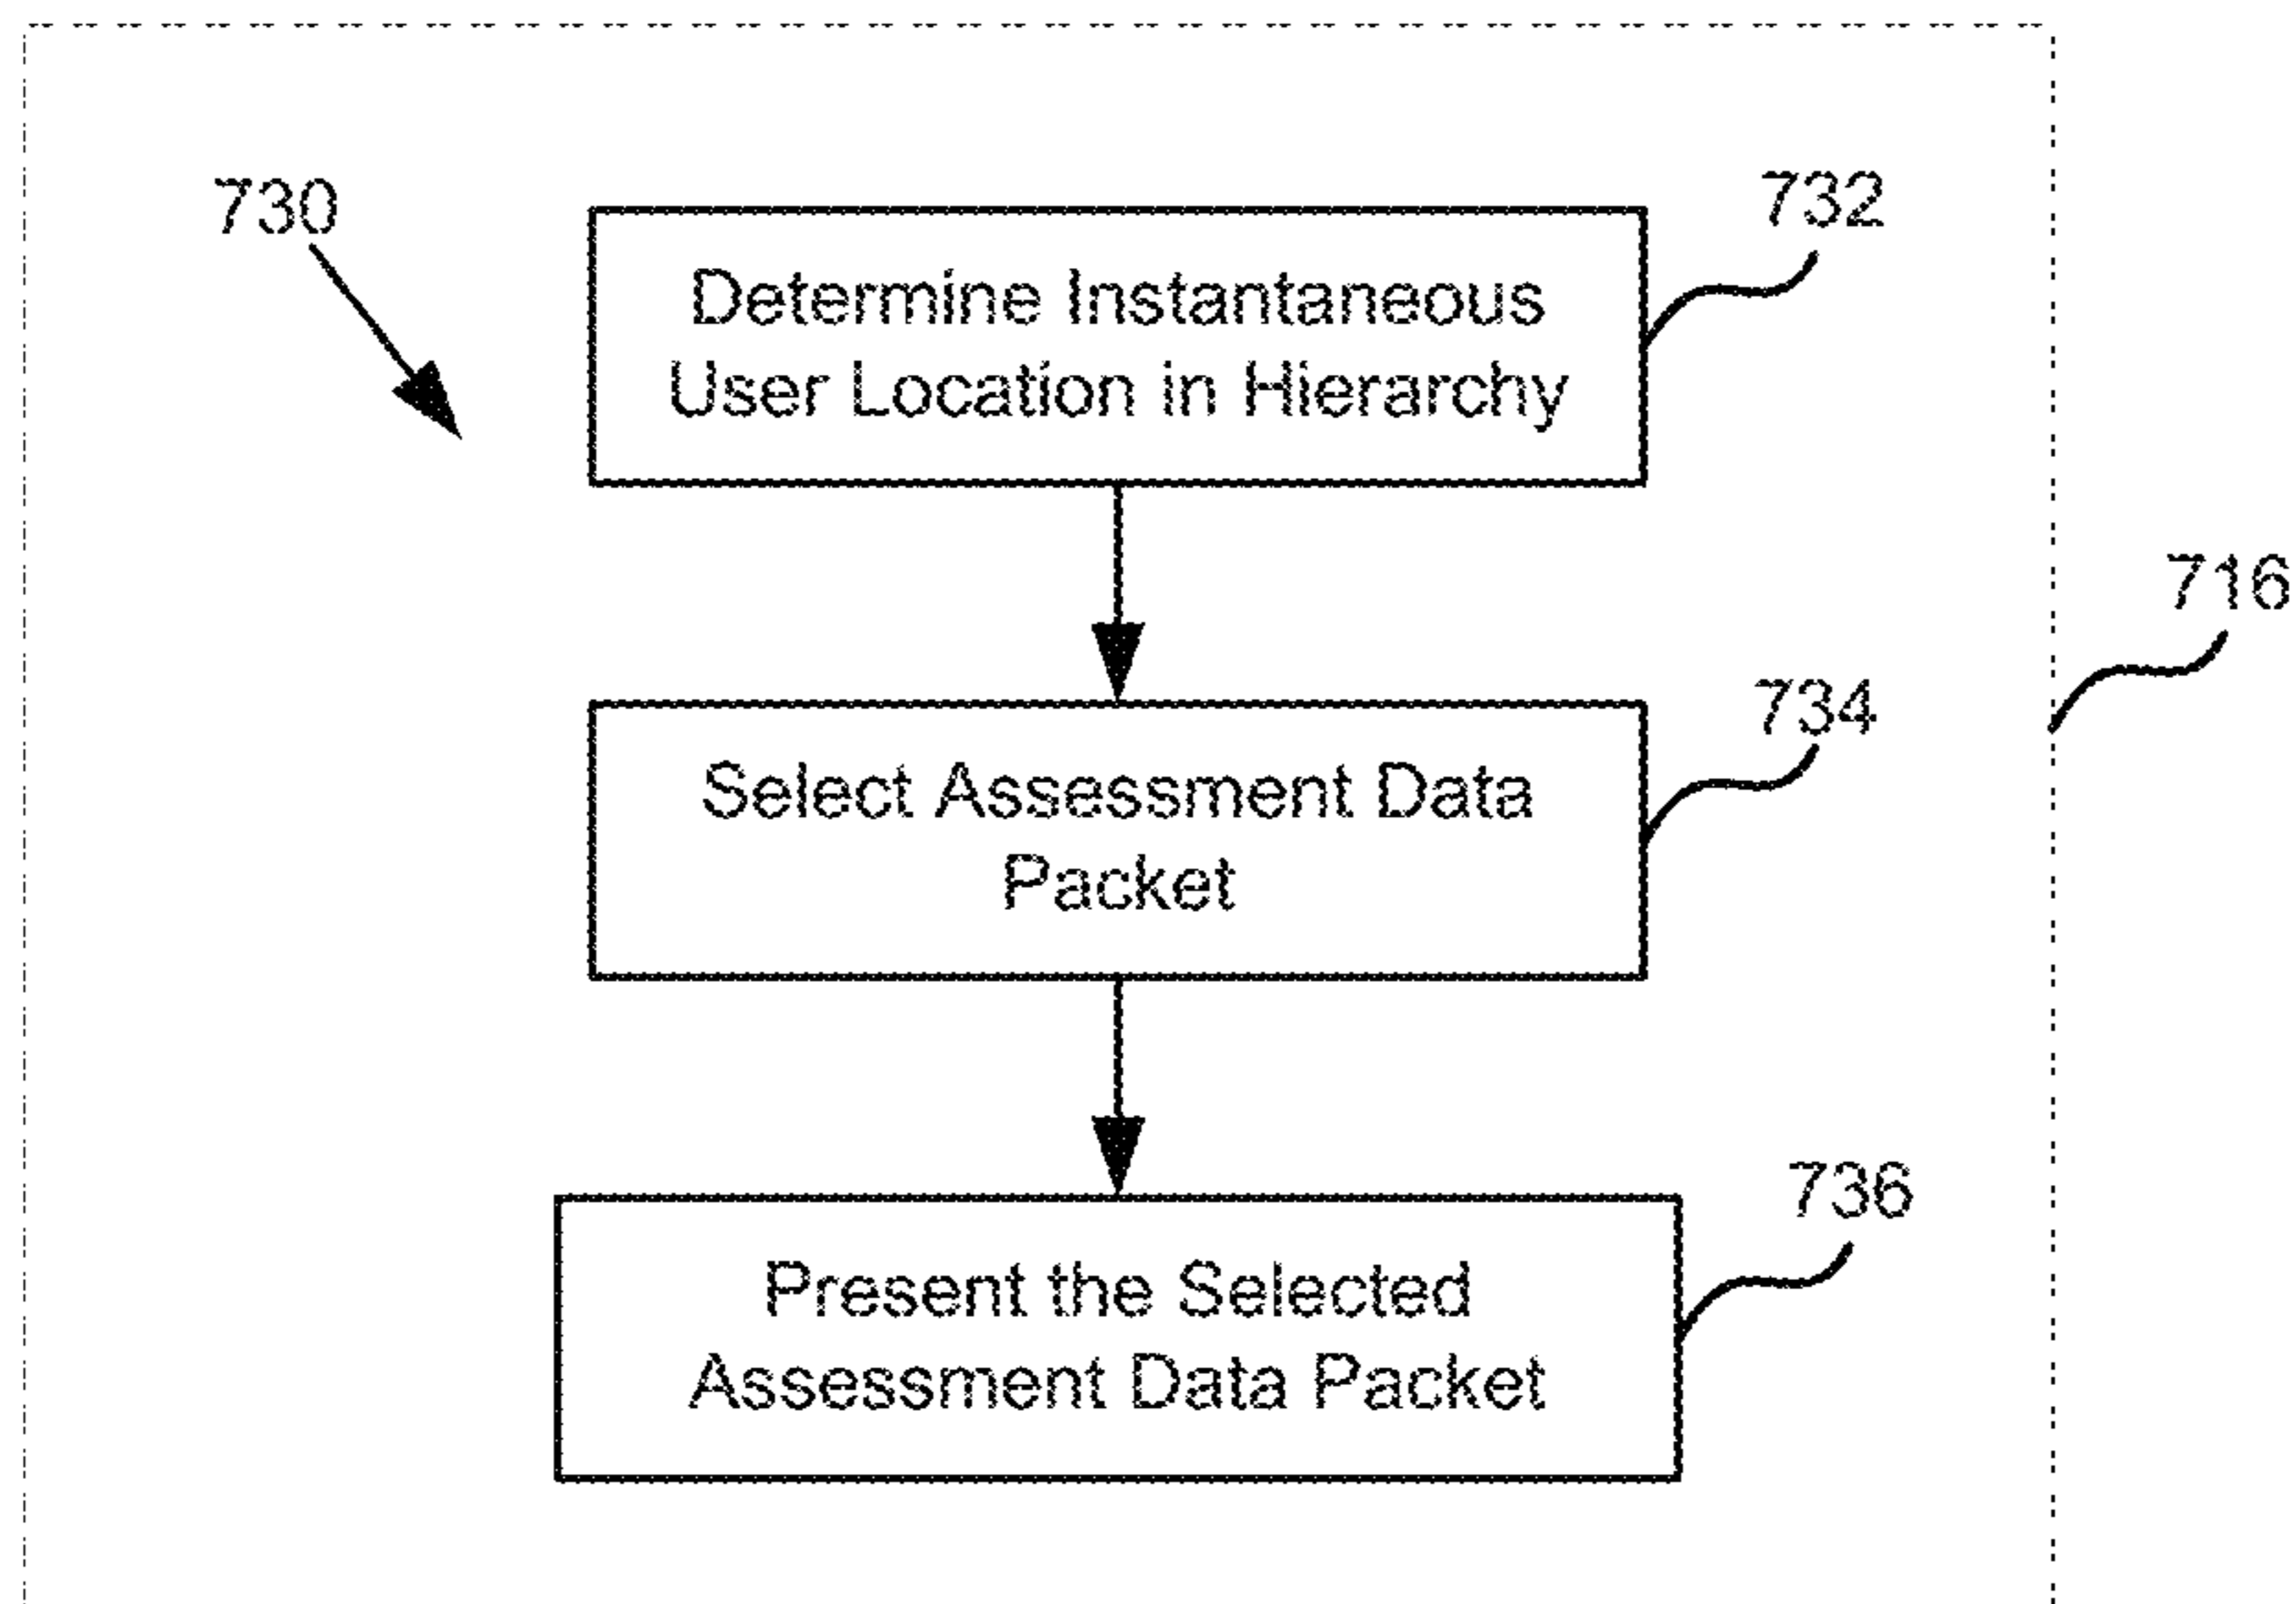 730
732
Determine Instantaneous
User Location in Hierarchy
716
734
Select Assessment Data
Packet
736
Present the Selected
Assessment Data Packet